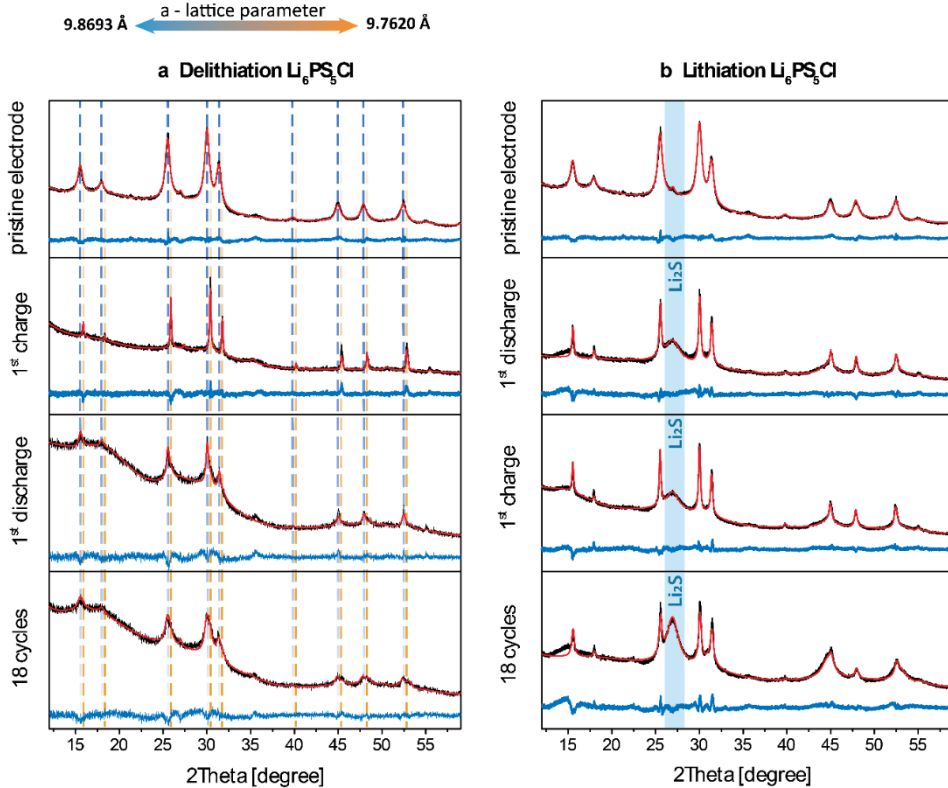 a - lattice parameter
9.8693 Å 9.7620 Å
a Delithiation Li₆PS₅Cl
b Lithiation Li₆PS₅Cl
pristine electrode
1st charge
1st discharge
18 cycles
15 20 25 30 35 40 45 50 55
2Theta [degree]
pristine electrode
1st discharge
1st charge
18 cycles
Li₂S
Li₂S
Li₂S
15 20 25 30 35 40 45 50 55
2Theta [degree]